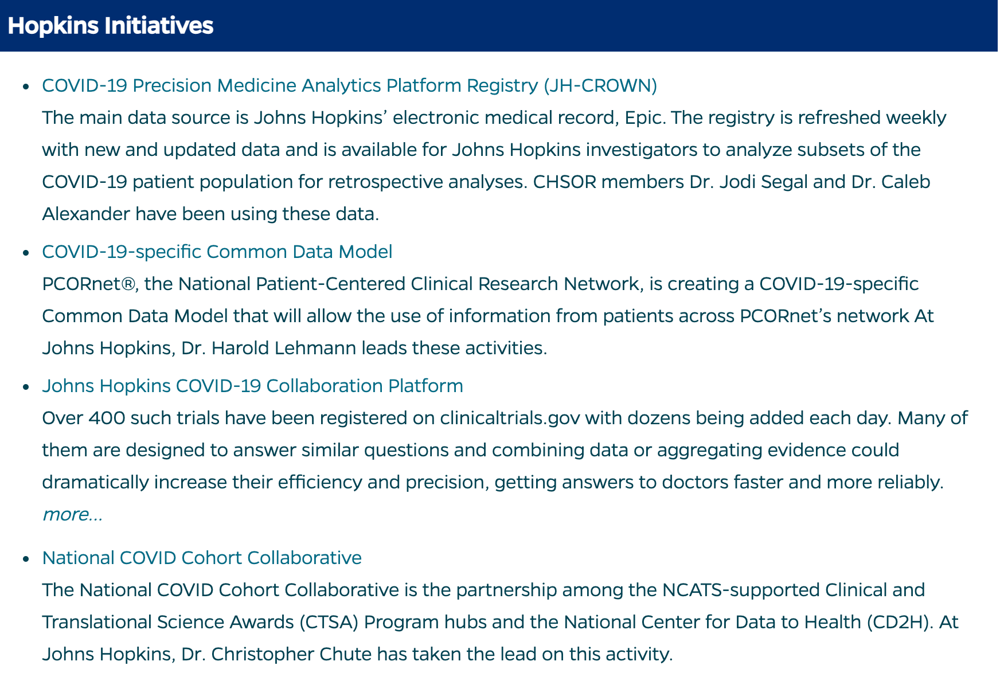 Hopkins Initiatives
• COVID-19 Precision Medicine Analytics Platform Registry (JH-CROWN)
The main data source is Johns Hopkins’ electronic medical record, Epic. The registry is refreshed weekly
with new and updated data and is available for Johns Hopkins investigators to analyze subsets of the
COVID-19 patient population for retrospective analyses. CHSOR members Dr. Jodi Segal and Dr. Caleb
Alexander have been using these data.
• COVID-19-specific Common Data Model
PCORnet®, the National Patient-Centered Clinical Research Network, is creating a COVID-19-specific
Common Data Model that will allow the use of information from patients across PCORnet’s network At
Johns Hopkins, Dr. Harold Lehmann leads these activities.
• Johns Hopkins COVID-19 Collaboration Platform
Over 400 such trials have been registered on clinicaltrials.gov with dozens being added each day. Many of
them are designed to answer similar questions and combining data or aggregating evidence could
dramatically increase their efficiency and precision, getting answers to doctors faster and more reliably.
more...
• National COVID Cohort Collaborative
The National COVID Cohort Collaborative is the partnership among the NCATS-supported Clinical and
Translational Science Awards (CTSA) Program hubs and the National Center for Data to Health (CD2H). At
Johns Hopkins, Dr. Christopher Chute has taken the lead on this activity.